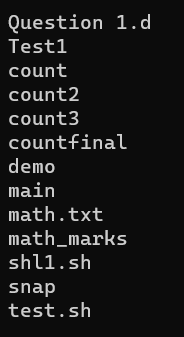 Question 1.d
Test1
count
count2
count3
countfinal
demo
main
math.txt
math_marks
shl1.sh
snap
test.sh